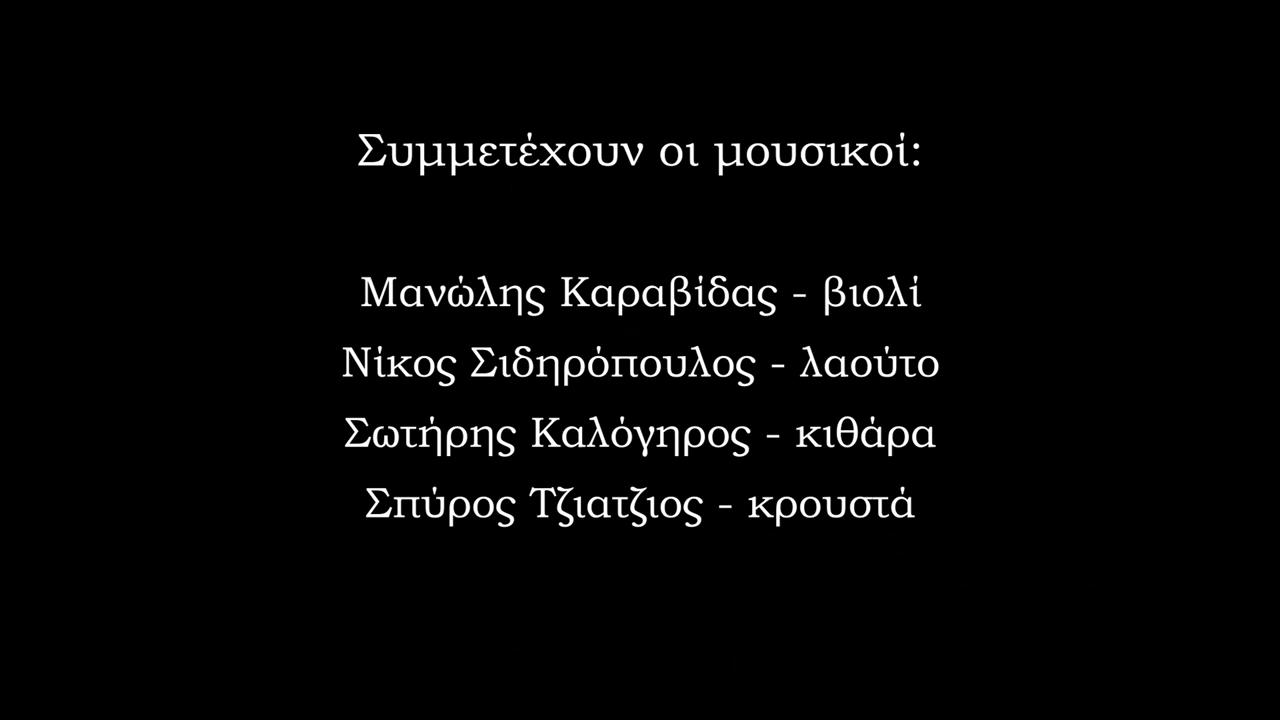 Συμμετέχουν οι μουσικοί:
Μανώλης Καραβίδας - βιολί
Νίκος Σιδηρόπουλος - λαούτο
Σωτήρης Καλόγηρος - κιθάρα
Σπύρος Τζιατζιος - κρουστά